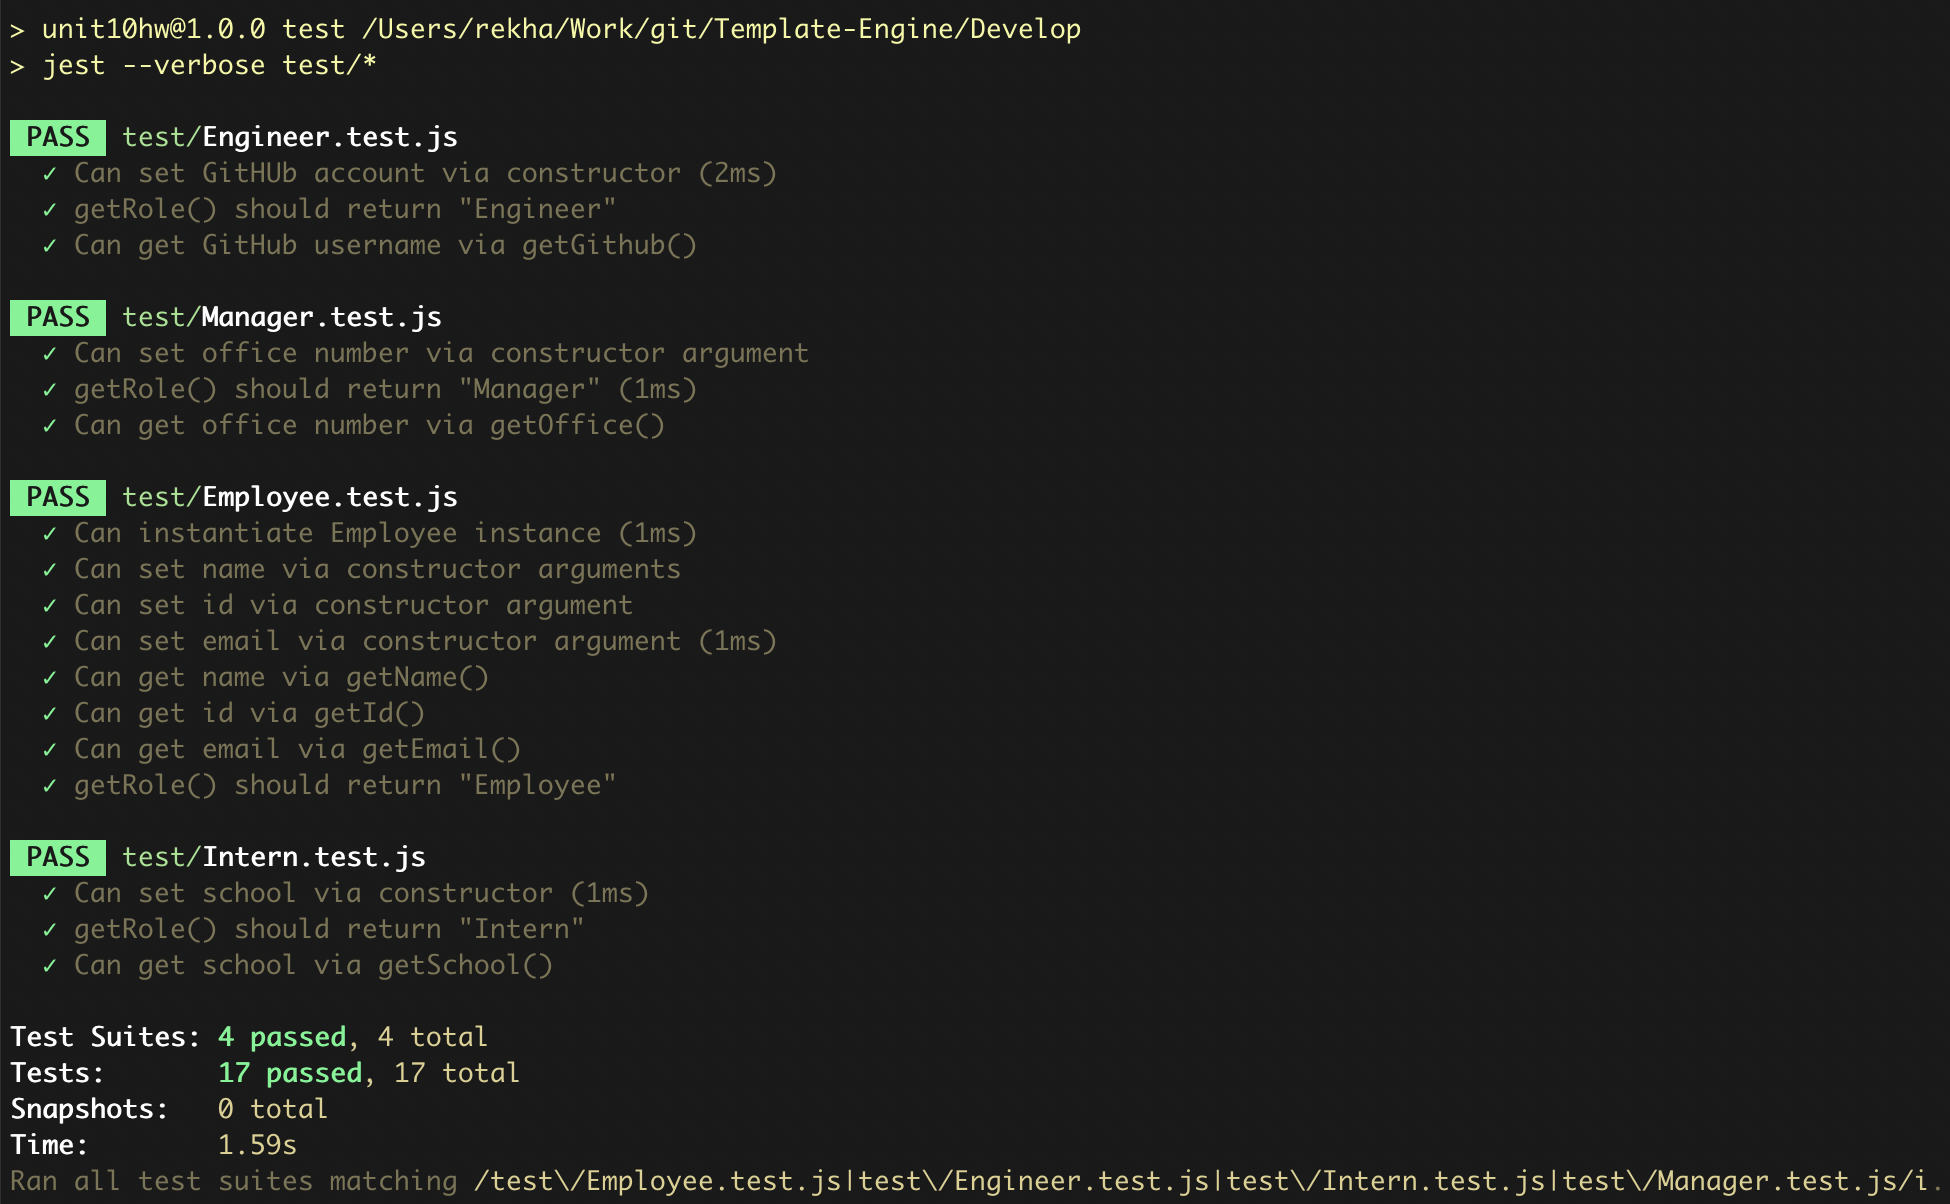 > unit10hw@1.0.0 test /Users/rekha/Work/git/Template-Engine/Develop
> jest --verbose test/*
PASS test/Engineer.test.js
✓ Can set GitHUb account via constructor (2ms)
✓ getRole() should return "Engineer"
✓ Can get GitHub username via getGithub()
PASS test/Manager.test.js
✓ Can set office number via constructor argument
✓ getRole() should return "Manager" (1ms)
✓ Can get office number via getOffice()
PASS test/Employee.test.js
✓ Can instantiate Employee instance (1ms)
✓ Can set name via constructor arguments
✓ Can set id via constructor argument
✓ Can set email via constructor argument (1ms)
✓ Can get name via getName()
✓ Can get id via getId()
✓ Can get email via getEmail()
✓ getRole() should return "Employee"
PASS test/Intern.test.js
✓ Can set school via constructor (1ms)
✓ getRole() should return "Intern"
✓ Can get school via getSchool()
Test Suites: 4 passed, 4 total
Tests: 17 passed, 17 total
Snapshots: 0 total
Time: 1.59s
Ran all test suites matching /test\/Employee.test.js|test\/Engineer.test.js|test\/Intern.test.js|test\/Manager.test.js/i.